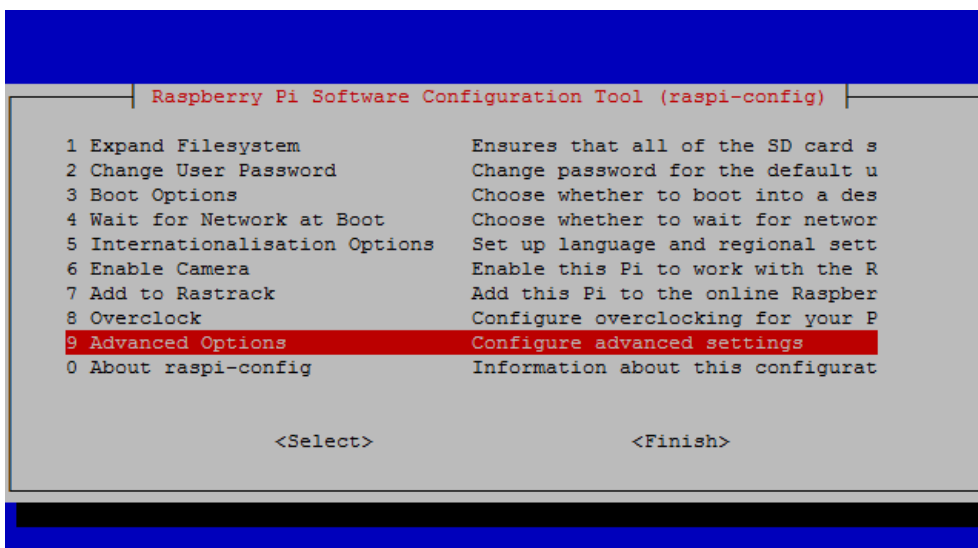 Raspberry Pi Software Configuration Tool (raspi-config)
1 Expand Filesystem Ensures that all of the SD card s
2 Change User Password Change password for the default u
3 Boot Options Choose whether to boot into a des
4 Wait for Network at Boot Choose whether to wait for networ
5 Internationalisation Options Set up language and regional sett
6 Enable Camera Enable this Pi to work with the R
7 Add to Rastrack Add this Pi to the online Raspber
8 Overclock Configure overclocking for your P
9 Advanced Options Configure advanced settings
0 About raspi-config Information about this configurat
<Select> <Finish>